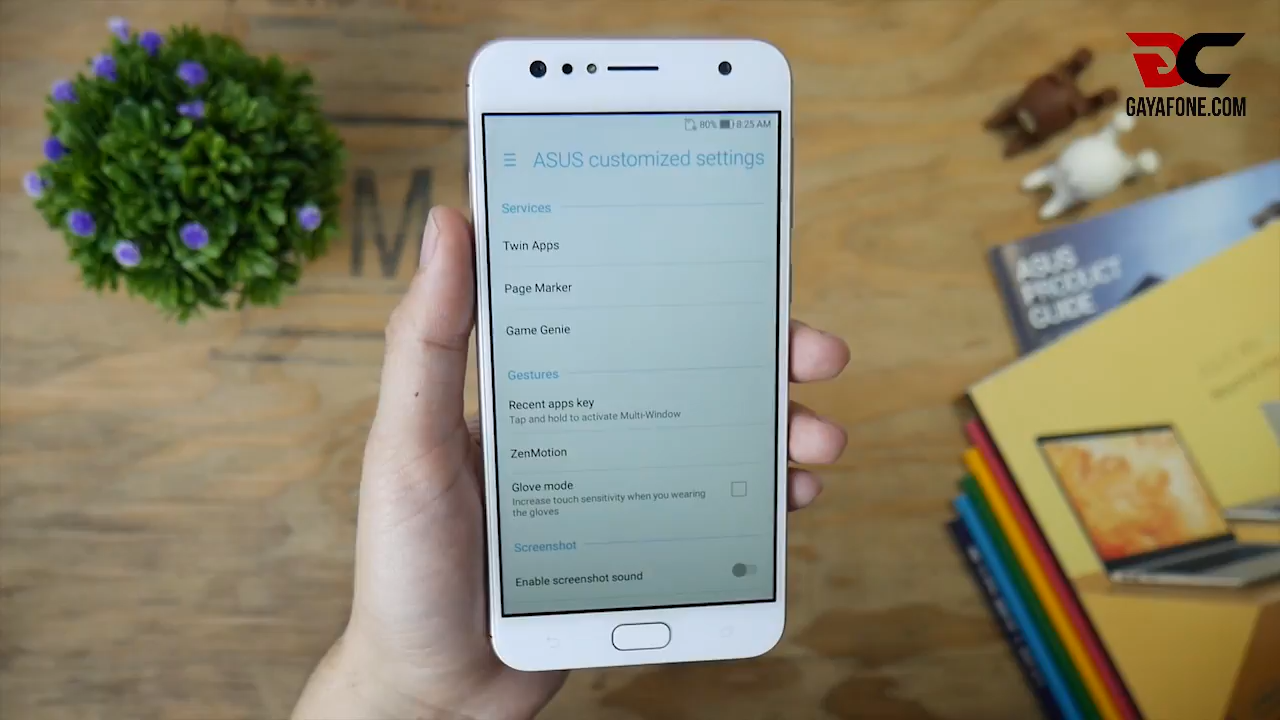 GC
GAYAFONE.COM
80% 8:25 AM
ASUS customized settings
Services
Twin Apps
Page Marker
Game Genie
Gestures
Recent apps key
Tap and hold to activate Multi-Window
ZenMotion
Glove mode
Increase touch sensitivity when you wearing
the gloves
Screenshot
Enable screenshot sound
M
ASUS
PRODUCT
GUIDE